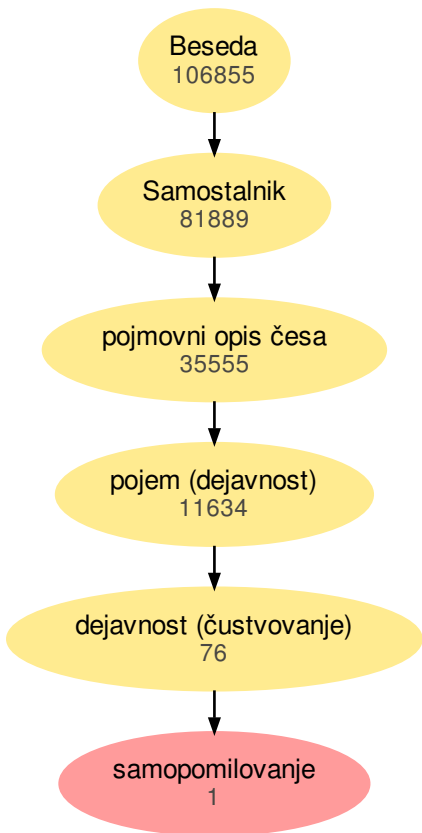 Beseda
106855
Samostalnik
81889
pojmovni opis česa
35555
pojem (dejavnost)
11634
dejavnost (čustvovanje)
76
samopomilovanje
1